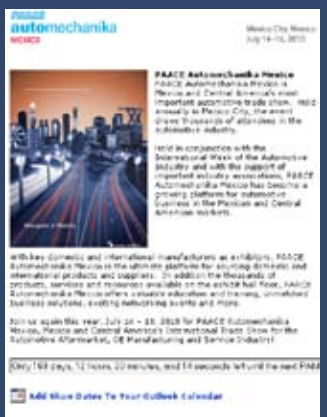 PAACE
automechanika
MEXICO
Mexico City, Mexico
July 14-16, 2010
PAACE Automechanika Mexico
PAACE Automechanika Mexico is
Mexico and Central America's most
important automotive trade show. Held
annually in Mexico City, the event
draws thousands of attendees in the
automotive industry.
Held in conjunction with the
International Week of the Automotive
Industry and with the support of
important industry associations, PAACE
Automechanika Mexico has become a
growing platform for automotive
business in the Mexican and Central
American markets.
With key domestic and international manufacturers as exhibitors, PAACE
Automechanika Mexico is the ultimate platform for sourcing domestic and
international products and suppliers. In addition the thousands of
products, services and resources available on the exhibit hall floor, PAACE
Automechanika Mexico offers valuable education and training, unmatched
business solutions, exciting networking events and more.
Join us again this year, July 14 - 16, 2010 for PAACE Automechanika
Mexico, Mexico and Central America's International Trade Show for the
Automotive Aftermarket, OE Manufacturing and Service Industry!
Only 168 days, 12 hours, 20 minutes, and 14 seconds left until the next PAAC
Add Show Dates To Your Outlook Calendar